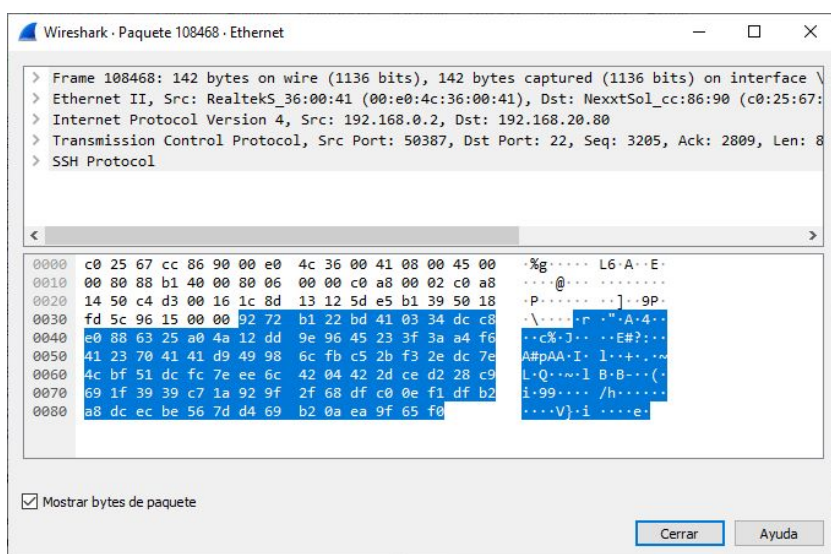 Wireshark · Paquete 108468 · Ethernet
> Frame 108468: 142 bytes on wire (1136 bits), 142 bytes captured (1136 bits) on interface \
> Ethernet II, Src: RealtekS_36:00:41 (00:e0:4c:36:00:41), Dst: NexxtSol_cc:86:90 (c0:25:67:
> Internet Protocol Version 4, Src: 192.168.0.2, Dst: 192.168.20.80
> Transmission Control Protocol, Src Port: 50387, Dst Port: 22, Seq: 3205, Ack: 2809, Len: 8
> SSH Protocol
0000 c0 25 67 cc 86 90 00 e0 4c 36 00 41 08 00 45 00 ·%g····· L6·A··E·
0010 00 80 88 b1 40 00 80 06 00 00 c0 a8 00 02 c0 a8 ····@··· ········
0020 14 50 c4 d3 00 16 1c 8d 13 12 5d e5 b1 39 50 18 ·P······ ··]··9P·
0030 fd 5c 96 15 00 00 92 72 b1 22 bd 41 03 34 dc c8 ·\·····r ·"·A·4··
0040 e0 88 63 25 a0 4a 12 dd 9e 96 45 23 3f 3a a4 f6 ··c%·J·· ··E#?:··
0050 41 23 70 41 41 d9 49 98 6c fb c5 2b f3 2e dc 7e A#pAA·I· l··+·.·~
0060 4c bf 51 dc fc 7e ee 6c 42 04 42 2d ce d2 28 c9 L·Q··~·l B·B-··(·
0070 69 1f 39 39 c7 1a 92 9f 2f 68 df c0 0e f1 df b2 i·99···· /h······
0080 a8 dc ec be 56 7d d4 69 b2 0a ea 9f 65 f0 ····V}·i ····e·
Mostrar bytes de paquete
Cerrar Ayuda